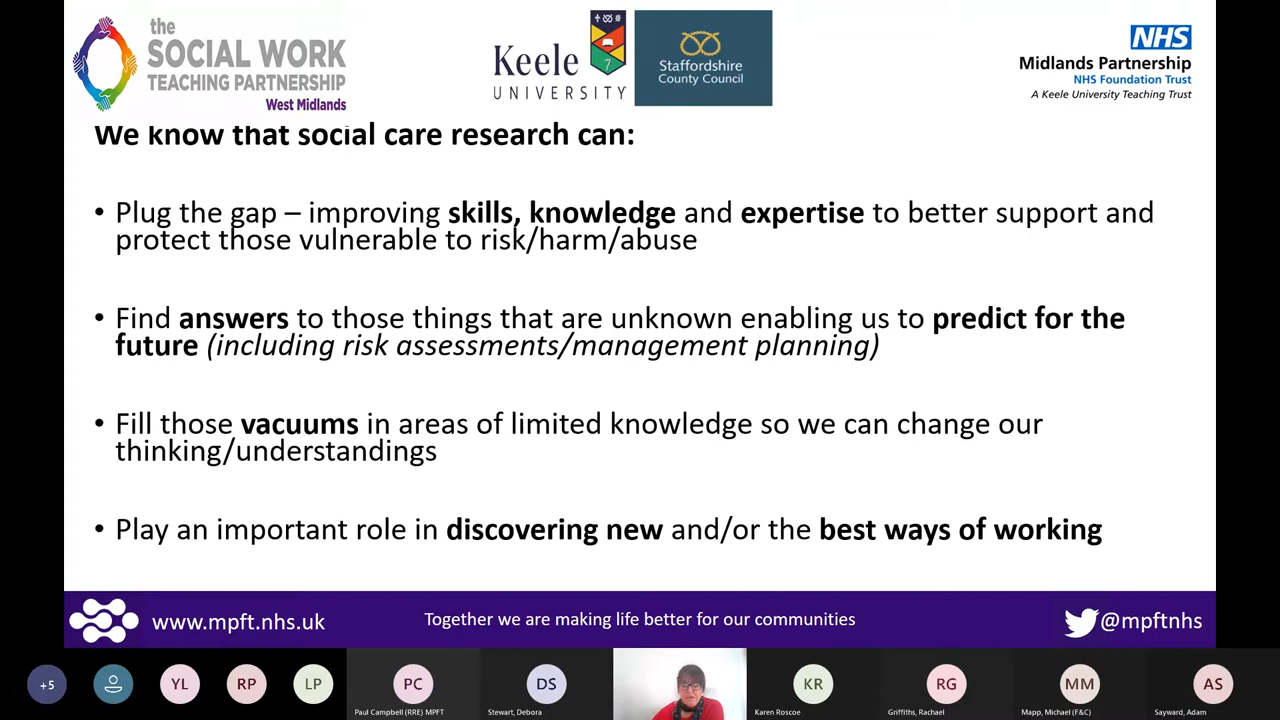 the
SOCIAL WORK
TEACHING PARTNERSHIP
West Midlands
Keele
UNIVERSITY
Staffordshire
County Council
NHS
Midlands Partnership
NHS Foundation Trust
A Keele University Teaching Trust
We know that social care research can:
• Plug the gap – improving skills, knowledge and expertise to better support and
protect those vulnerable to risk/harm/abuse
• Find answers to those things that are unknown enabling us to predict for the
future (including risk assessments/management planning)
• Fill those vacuums in areas of limited knowledge so we can change our
thinking/understandings
• Play an important role in discovering new and/or the best ways of working
www.mpft.nhs.uk
Together we are making life better for our communities
@mpftnhs
+5
YL
RP
LP
PC
DS
KR
RG
MM
AS
Paul Campbell (RRE) MPFT
Stewart, Debora
Karen Roscoe
Griffiths, Rachael
Mapp, Michael (F&C)
Sayward, Adam